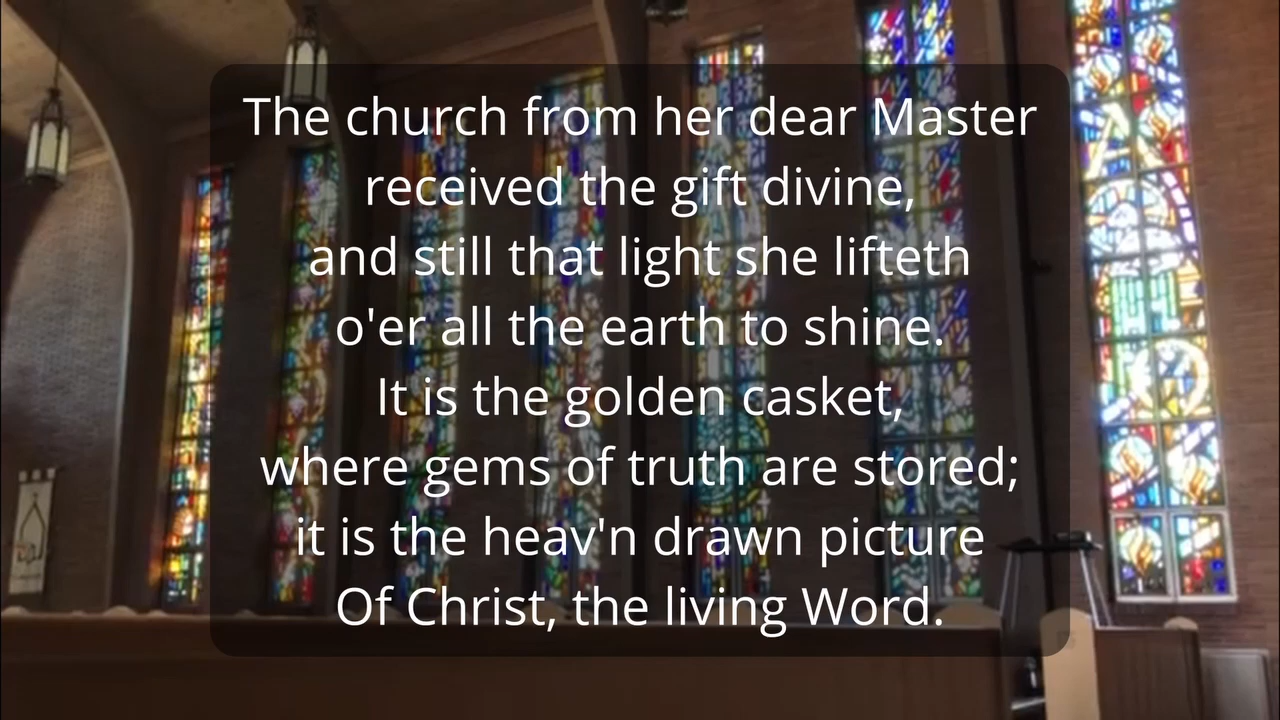 The church from her dear Master
received the gift divine,
and still that light she lifteth
o'er all the earth to shine.
It is the golden casket,
where gems of truth are stored;
it is the heav'n drawn picture
Of Christ, the living Word.